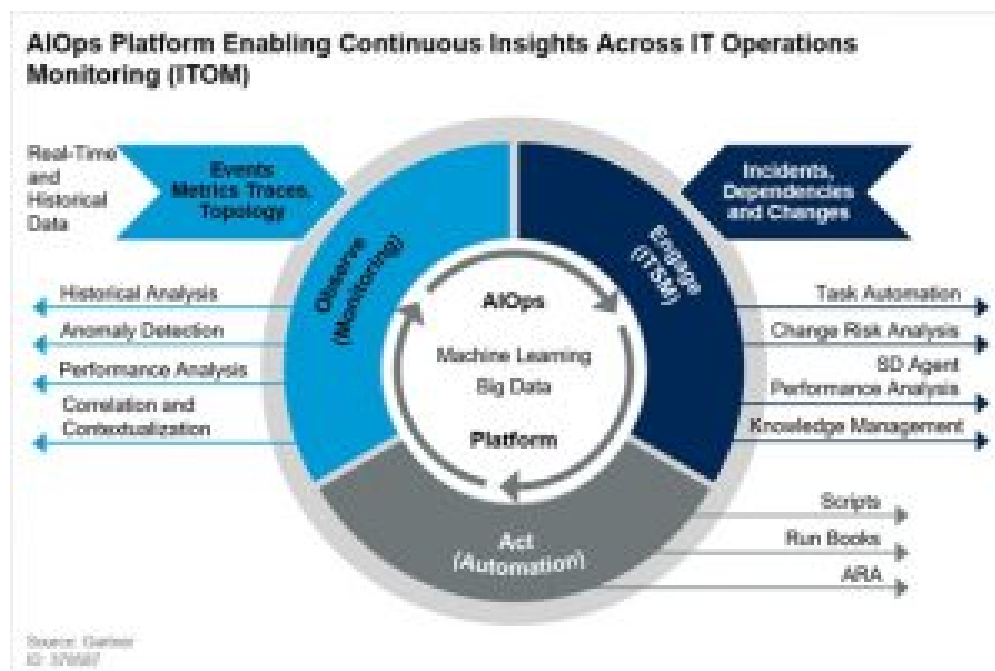 AIOps Platform Enabling Continuous Insights Across IT Operations
Monitoring (ITOM)
Real-Time
and
Historical
Data
Events
Metrics Traces,
Topology
Incidents,
Dependencies
and Changes
Observe
(Monitoring)
Engage
(ITSM)
AIOps
Machine Learning
Big Data
Platform
Historical Analysis
Anomaly Detection
Performance Analysis
Correlation and
Contextualization
Task Automation
Change Risk Analysis
SD Agent
Performance Analysis
Knowledge Management
Act
(Automation)
Scripts
Run Books
ARA
Source: Gartner
ID: